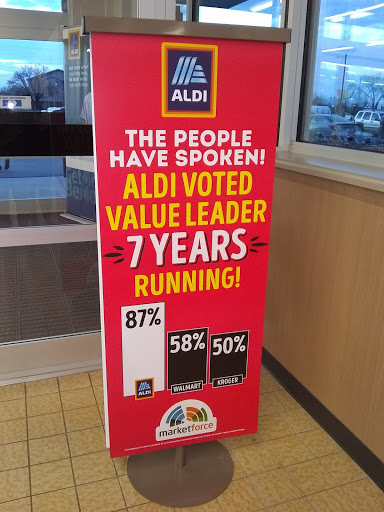 ALDI
THE PEOPLE
HAVE SPOKEN!
ALDI VOTED
VALUE LEADER
7 YEARS
RUNNING!
87%
58%
50%
ALDI
WALMART
KROGER
marketforce